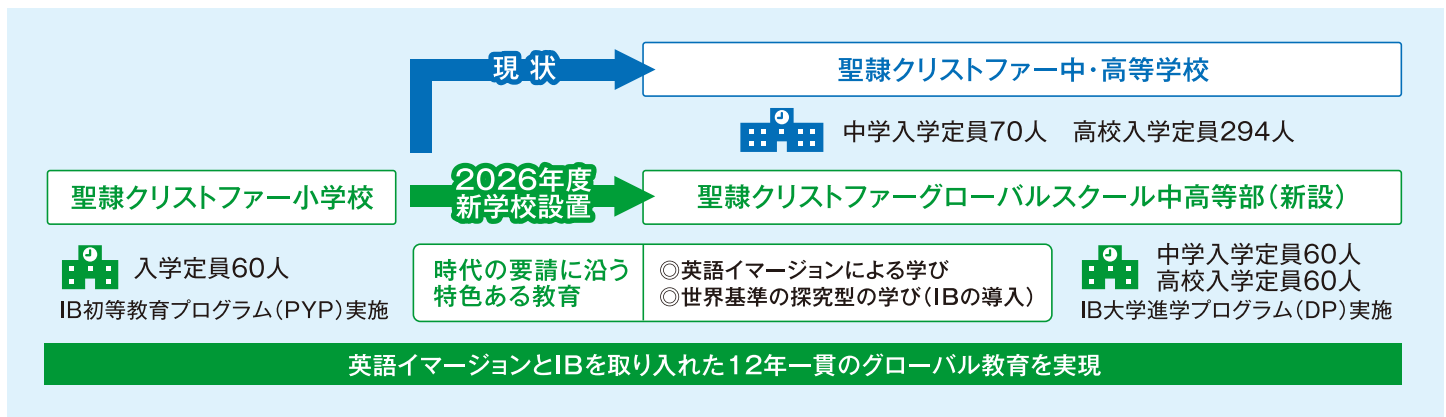 現状
聖隷クリストファー中・高等学校
中学入学定員70人　高校入学定員294人
聖隷クリストファー小学校
2026年度
新学校設置
聖隷クリストファーグローバルスクール中高等部(新設)
入学定員60人
IB初等教育プログラム(PYP)実施
時代の要請に沿う
特色ある教育
◎英語イマージョンによる学び
◎世界基準の探究型の学び(IBの導入)
中学入学定員60人
高校入学定員60人
IB大学進学プログラム(DP)実施
英語イマージョンとIBを取り入れた12年一貫のグローバル教育を実現